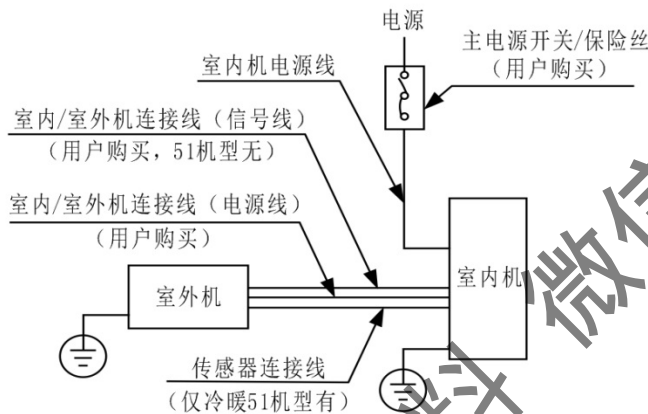 电源
主电源开关/保险丝
（用户购买）
室内机电源线
室内/室外机连接线（信号线）
（用户购买，51机型无）
室内/室外机连接线（电源线）
（用户购买）
室外机
室内机
传感器连接线
（仅冷暖51机型有）
料 微信